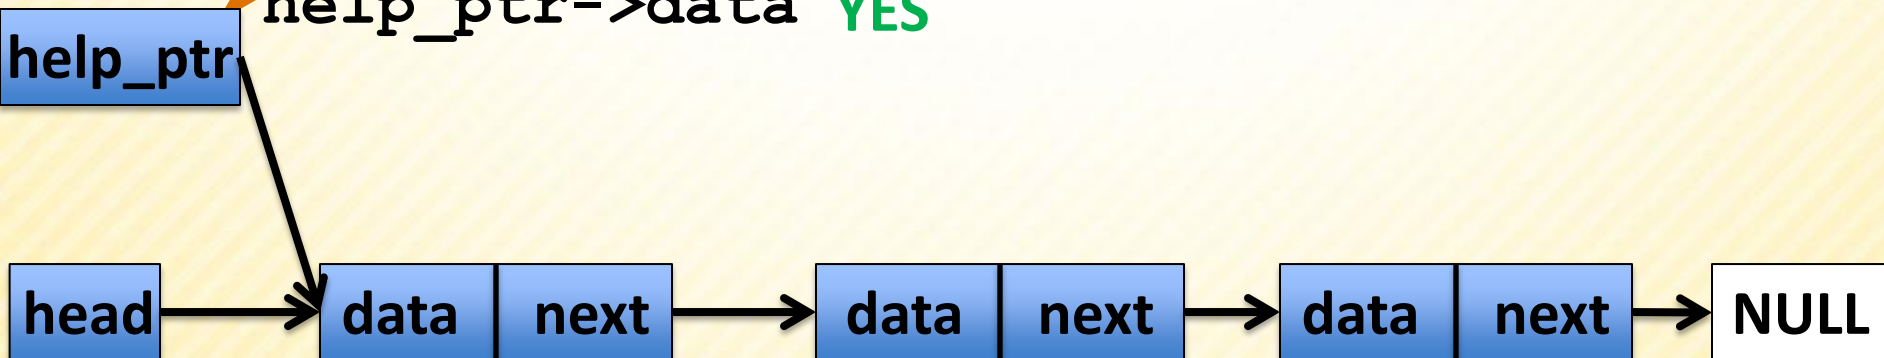 help_ptr->data YES
help_ptr
head data next data next data next NULL